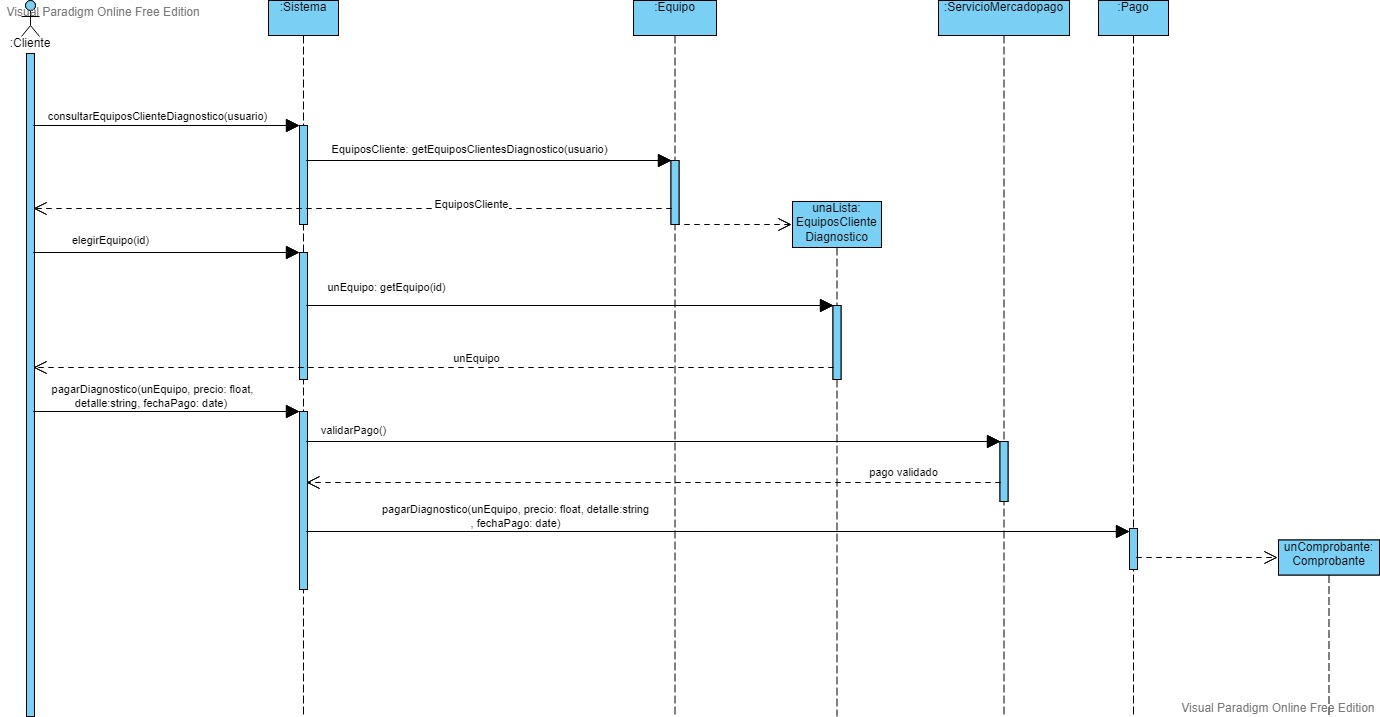 Visual Paradigm Online Free Edition
:Cliente
:Sistema
:Equipo
:ServicioMercadopago
:Pago
consultarEquiposClienteDiagnostico(usuario)
EquiposCliente: getEquiposClientesDiagnostico(usuario)
EquiposCliente
unaLista:
EquiposCliente
Diagnostico
elegirEquipo(id)
unEquipo: getEquipo(id)
unEquipo
pagarDiagnostico(unEquipo, precio: float,
detalle:string, fechaPago: date)
validarPago()
pago validado
pagarDiagnostico(unEquipo, precio: float, detalle:string
, fechaPago: date)
unComprobante:
Comprobante
Visual Paradigm Online Free Edition